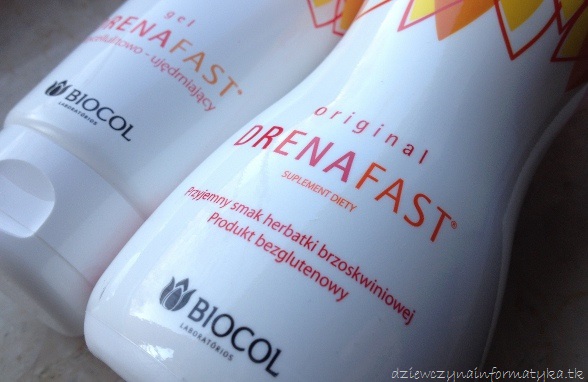 gel
DRENAFAST®
- ujędrniający
BIOCOL
LABORATÓRIOS
original
DRENAFAST®
SUPLEMENT DIETY
Przyjemny smak herbatki brzoskwiniowej
Produkt bezglutenowy
BIOCOL
LABORATÓRIOS
dziewczynainformatyka.tk